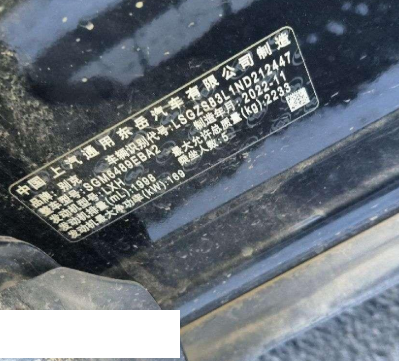 中国 上汽通用东岳汽车有限公司制造
品牌:别克 车辆识别代号:LSGZS83L1ND212447
整车型号:SGM6489EBX2 制造年月:2022-11
发动机型号:LXH 最大允许总质量(kg):2233
发动机排量(mL):1998 乘坐人数:5
发动机最大净功率(kW):169